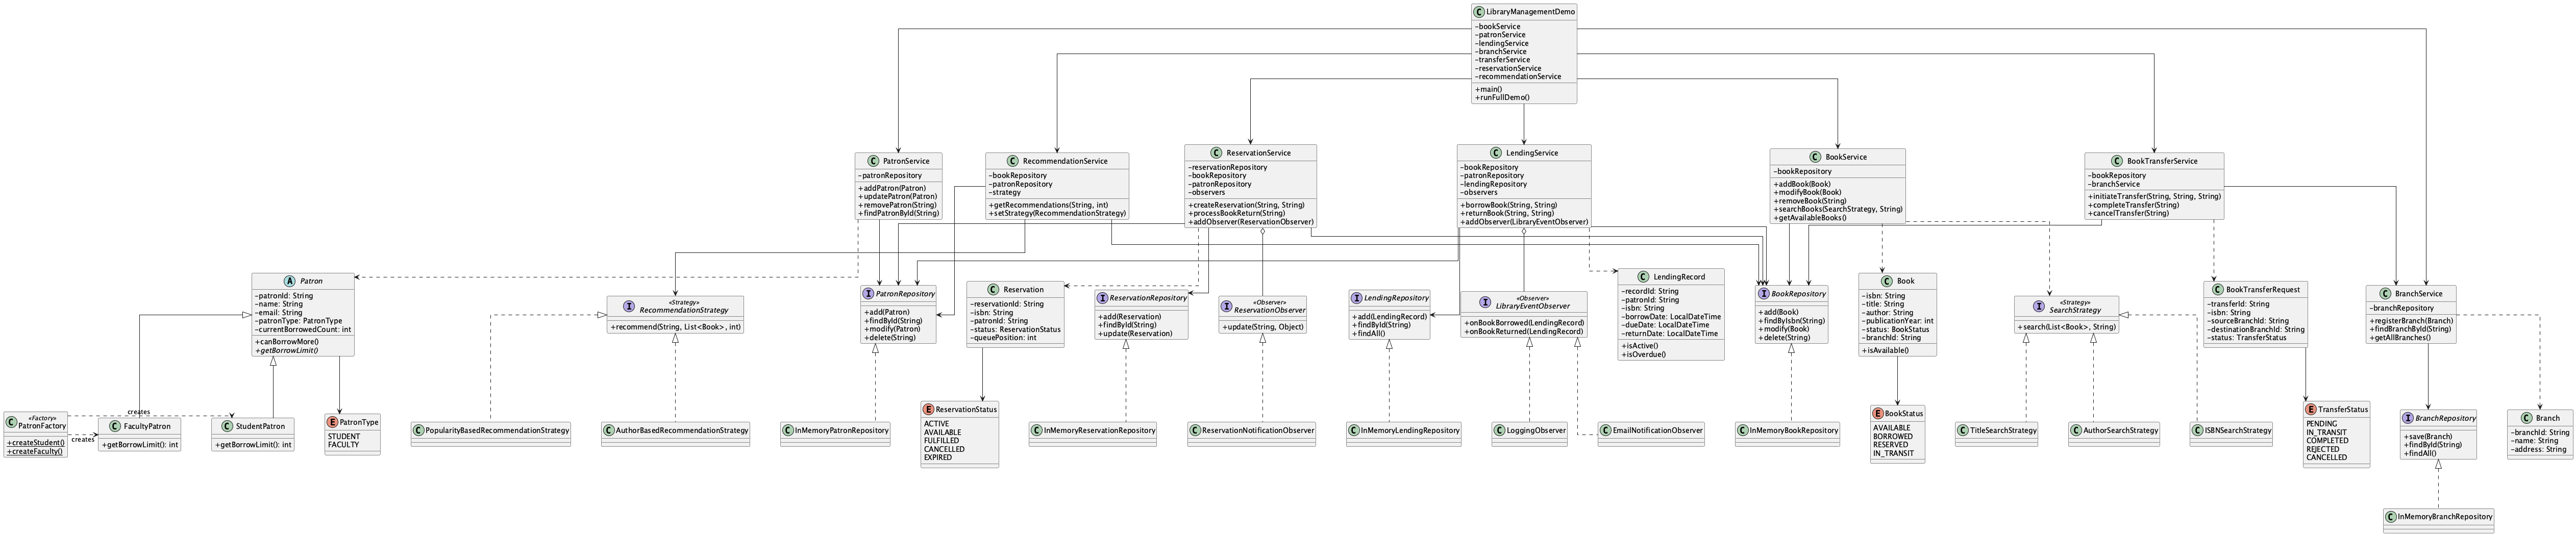 C LibraryManagementDemo
-bookService
-patronService
-lendingService
-branchService
-transferService
-reservationService
-recommendationService
+main()
+runFullDemo()
C PatronService
-patronRepository
+addPatron(Patron)
+updatePatron(Patron)
+removePatron(String)
+findPatronById(String)
C RecommendationService
-bookRepository
-patronRepository
-strategy
+getRecommendations(String, int)
+setStrategy(RecommendationStrategy)
C ReservationService
-reservationRepository
-bookRepository
-patronRepository
-observers
+createReservation(String, String)
+processBookReturn(String)
+addObserver(ReservationObserver)
C LendingService
-bookRepository
-patronRepository
-lendingRepository
-observers
+borrowBook(String, String)
+returnBook(String, String)
+addObserver(LibraryEventObserver)
C BookService
-bookRepository
+addBook(Book)
+modifyBook(Book)
+removeBook(String)
+searchBooks(SearchStrategy, String)
+getAvailableBooks()
C BookTransferService
-bookRepository
-branchService
+initiateTransfer(String, String, String)
+completeTransfer(String)
+cancelTransfer(String)
A Patron
-patronId: String
-name: String
-email: String
-patronType: PatronType
-currentBorrowedCount: int
+canBorrowMore()
+getBorrowLimit()
I «Strategy»
RecommendationStrategy
+recommend(String, List<Book>, int)
I PatronRepository
+add(Patron)
+findById(String)
+modify(Patron)
+delete(String)
C Reservation
-reservationId: String
-isbn: String
-patronId: String
-status: ReservationStatus
-queuePosition: int
I ReservationRepository
+add(Reservation)
+findById(String)
+update(Reservation)
I «Observer»
ReservationObserver
+update(String, Object)
I LendingRepository
+add(LendingRecord)
+findById(String)
+findAll()
I «Observer»
LibraryEventObserver
+onBookBorrowed(LendingRecord)
+onBookReturned(LendingRecord)
C LendingRecord
-recordId: String
-patronId: String
-isbn: String
-borrowDate: LocalDateTime
-dueDate: LocalDateTime
-returnDate: LocalDateTime
+isActive()
+isOverdue()
I BookRepository
+add(Book)
+findByIsbn(String)
+modify(Book)
+delete(String)
C Book
-isbn: String
-title: String
-author: String
-publicationYear: int
-status: BookStatus
-branchId: String
+isAvailable()
I «Strategy»
SearchStrategy
+search(List<Book>, String)
C BookTransferRequest
-transferId: String
-isbn: String
-sourceBranchId: String
-destinationBranchId: String
-status: TransferStatus
C BranchService
-branchRepository
+registerBranch(Branch)
+findBranchById(String)
+getAllBranches()
C «Factory»
PatronFactory
+createStudent()
+createFaculty()
creates
creates
C FacultyPatron
+getBorrowLimit(): int
C StudentPatron
+getBorrowLimit(): int
E PatronType
STUDENT
FACULTY
C PopularityBasedRecommendationStrategy
C AuthorBasedRecommendationStrategy
C InMemoryPatronRepository
E ReservationStatus
ACTIVE
AVAILABLE
FULFILLED
CANCELLED
EXPIRED
C InMemoryReservationRepository
C ReservationNotificationObserver
C InMemoryLendingRepository
C LoggingObserver
C EmailNotificationObserver
C InMemoryBookRepository
E BookStatus
AVAILABLE
BORROWED
RESERVED
IN_TRANSIT
C TitleSearchStrategy
C AuthorSearchStrategy
C ISBNSearchStrategy
E TransferStatus
PENDING
IN_TRANSIT
COMPLETED
REJECTED
CANCELLED
I BranchRepository
+save(Branch)
+findById(String)
+findAll()
C Branch
-branchId: String
-name: String
-address: String
C InMemoryBranchRepository